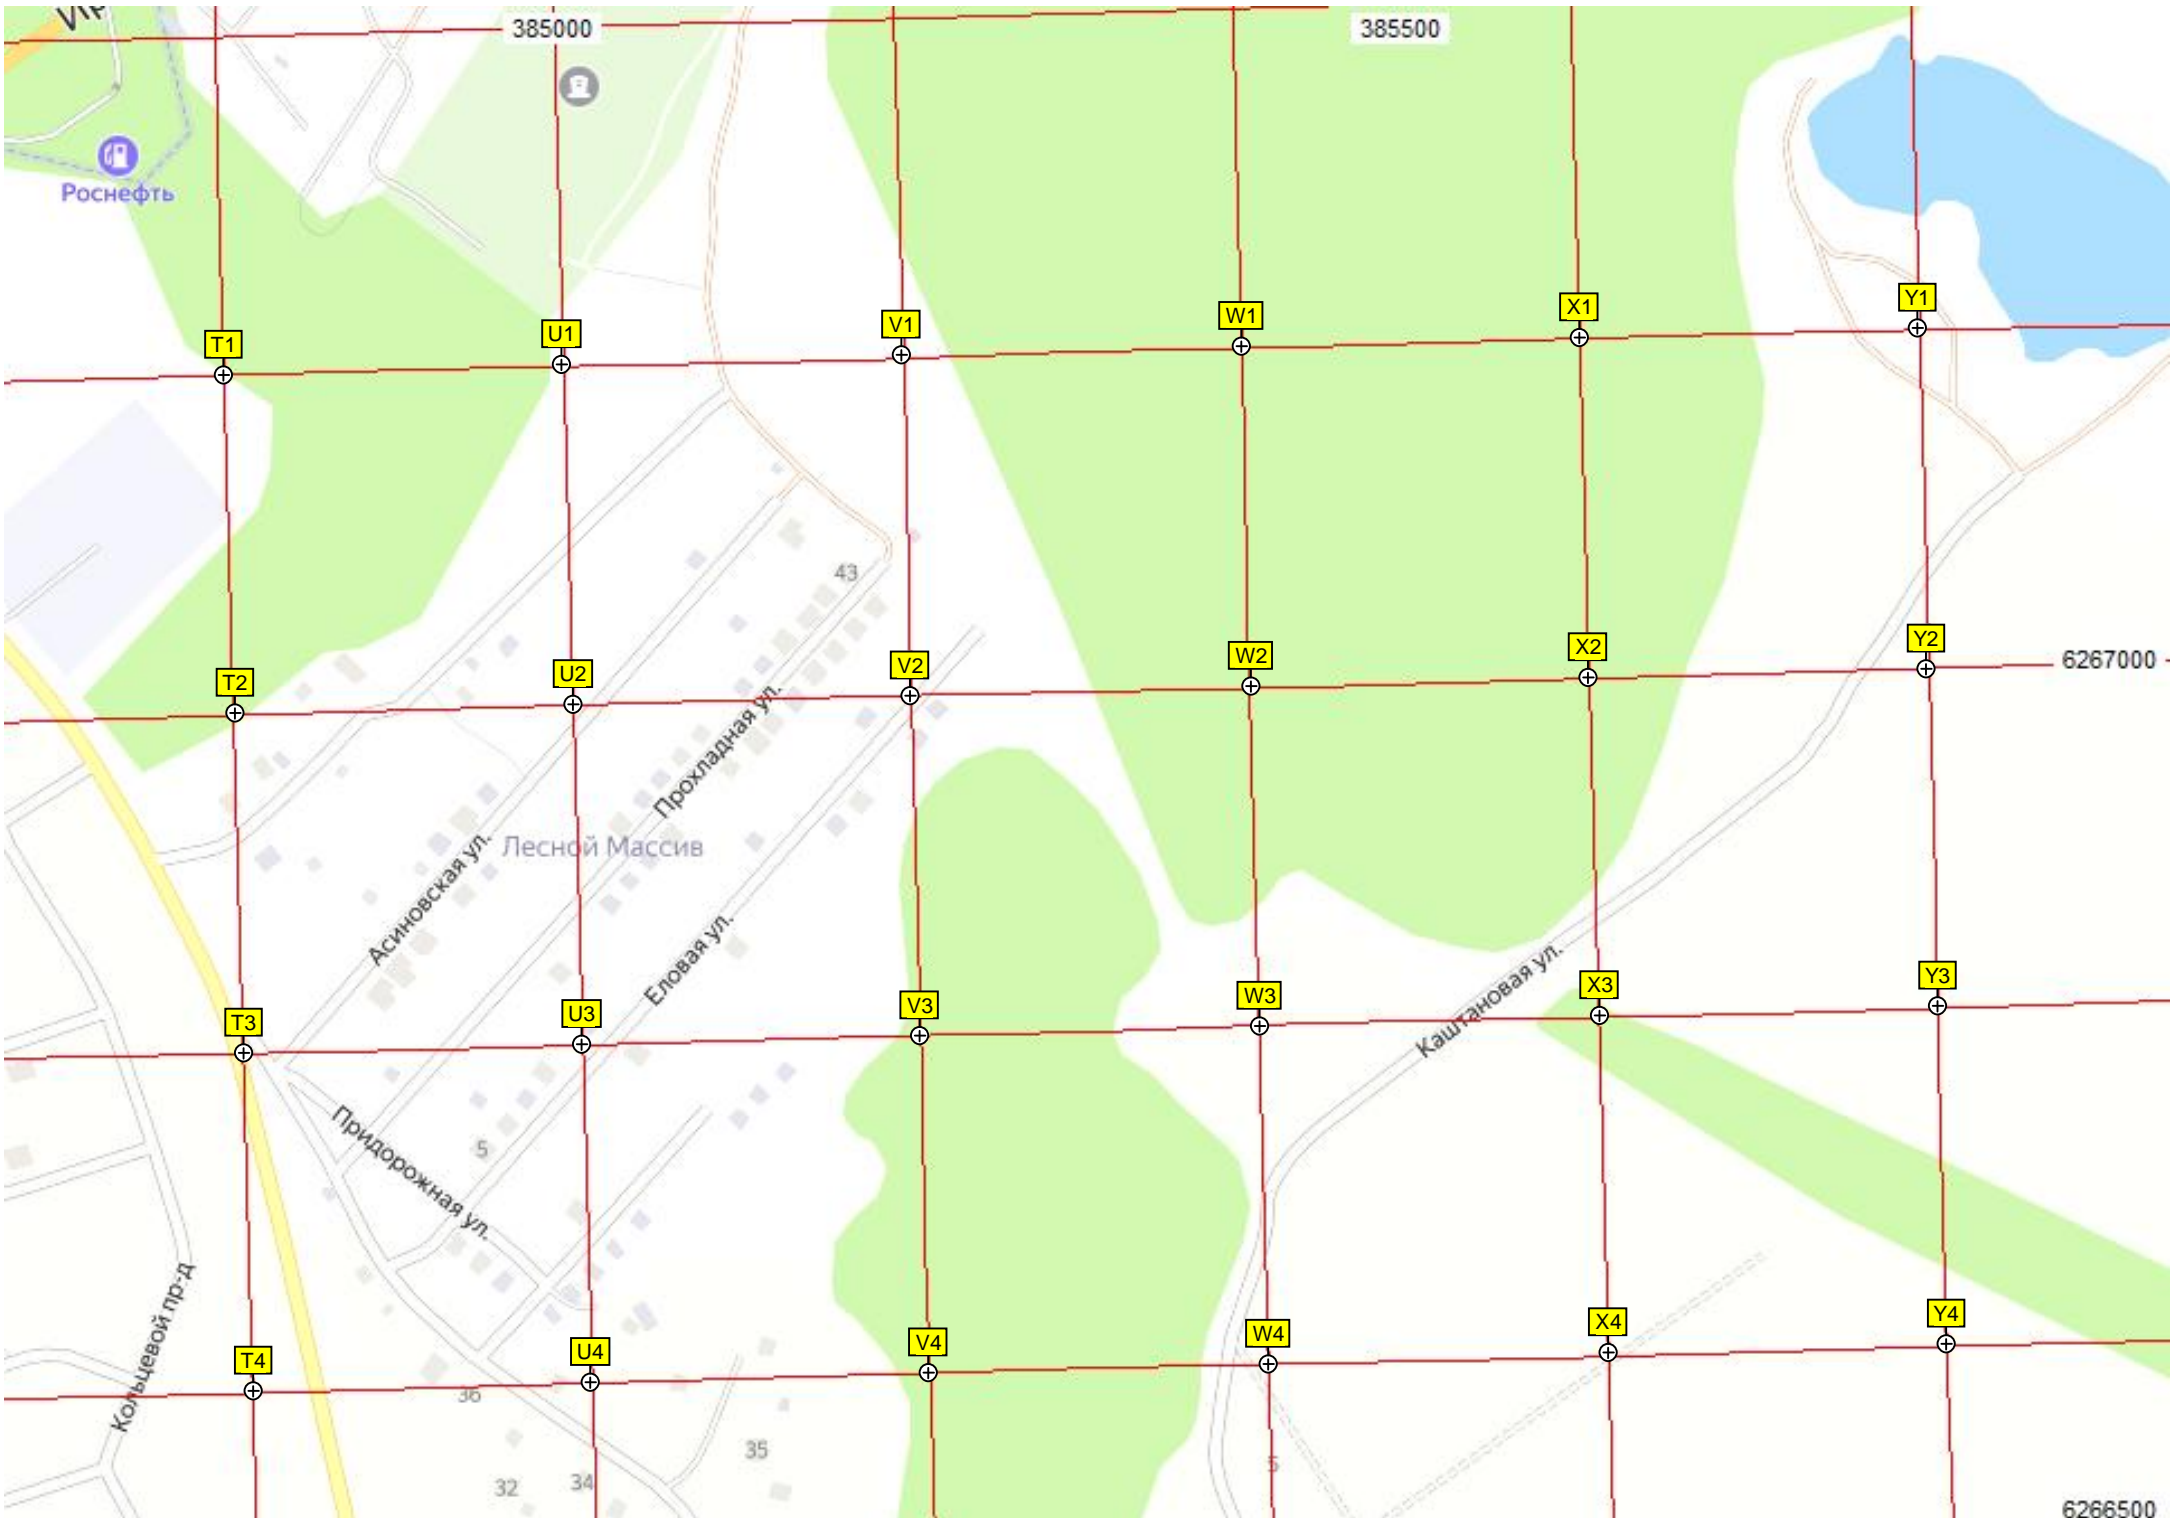 385000
385500
Роснефть
T1
U1
V1
W1
X1
Y1
43
T2
U2
V2
W2
X2
Y2
6267000
Прохладная ул.
Лесной Массив
Асиновская ул.
Еловая ул.
Каштановая ул.
T3
U3
V3
W3
X3
Y3
5
Придорожная ул.
Кольцевой пр-д
T4
U4
V4
W4
X4
Y4
36
35
5
32
34
6266500